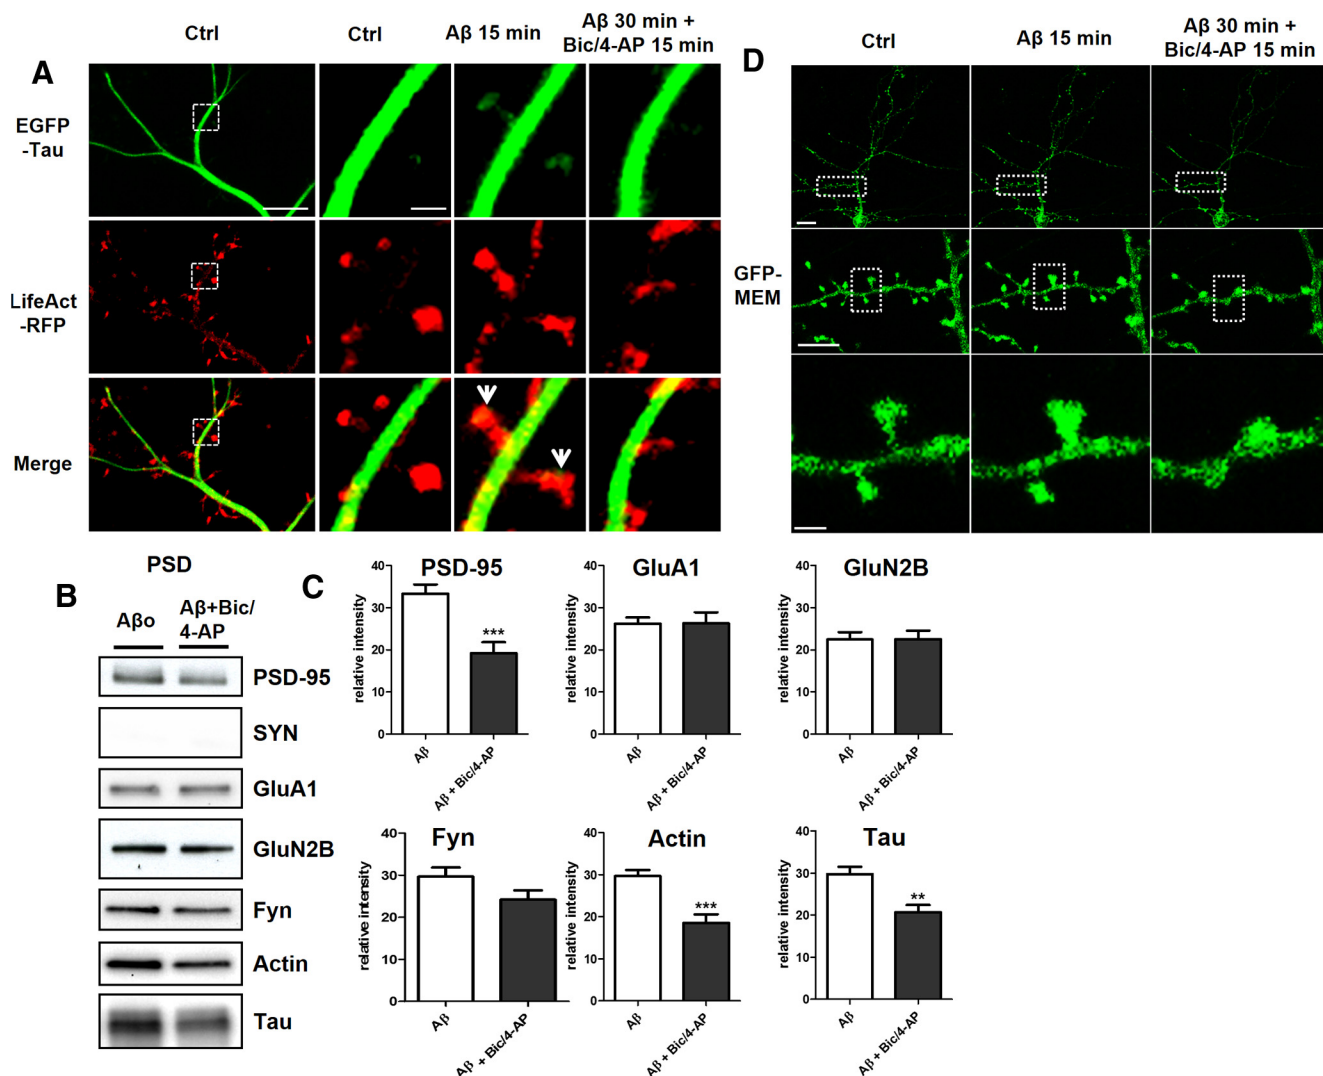 A
Ctrl
Ctrl
Aβ 15 min
Aβ 30 min +
Bic/4-AP 15 min
EGFP
-Tau
LifeAct
-RFP
Merge
D
Ctrl
Aβ 15 min
Aβ 30 min +
Bic/4-AP 15 min
GFP-
MEM
B
PSD
Aβo
Aβ+Bic/
4-AP
PSD-95
SYN
GluA1
GluN2B
Fyn
Actin
Tau
C
PSD-95
relative intensity
40
30
20
10
0
***
Aβ
Aβ + Bic/4-AP
GluA1
relative intensity
40
30
20
10
0
Aβ
Aβ + Bic/4-AP
GluN2B
relative intensity
40
30
20
10
0
Aβ
Aβ + Bic/4-AP
Fyn
relative intensity
40
30
20
10
0
Aβ
Aβ + Bic/4-AP
Actin
relative intensity
40
30
20
10
0
***
Aβ
Aβ + Bic/4-AP
Tau
relative intensity
40
30
20
10
0
**
Aβ
Aβ + Bic/4-AP